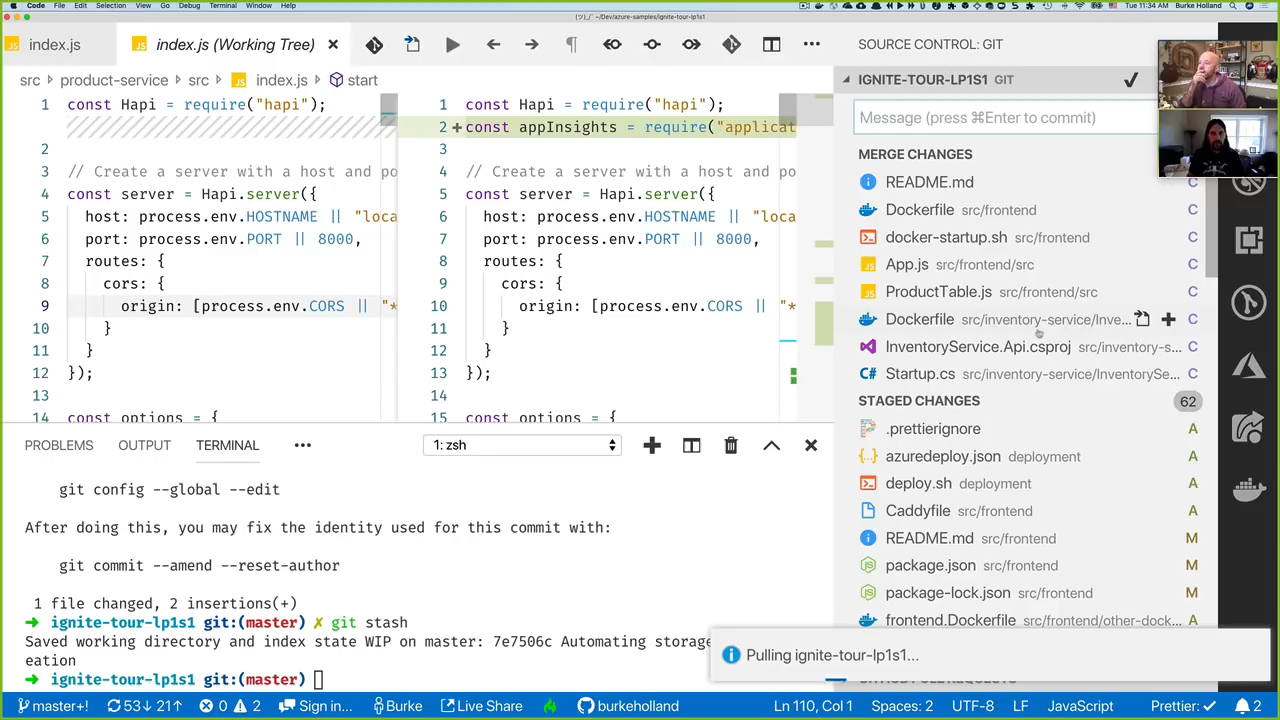 Code File Edit Selection View Go Debug Terminal Window Help
Tue 11:34 AM Burke Holland
~/Dev/azure-samples/ignite-tour-lp1s1
index.js
index.js (Working Tree)
src product-service src index.js start
1 const Hapi = require("hapi");
2
3 // Create a server with a host and po
4 const server = Hapi.server({
5 host: process.env.HOSTNAME || "loca
6 port: process.env.PORT || 8000,
7 routes: {
8 cors: {
9 origin: [process.env.CORS || "*
10 }
11 }
12 });
13
14 const options = {
1 const Hapi = require("hapi");
2 +const appInsights = require("applicat
3
4 // Create a server with a host and po
5 const server = Hapi.server({
6 host: process.env.HOSTNAME || "loca
7 port: process.env.PORT || 8000,
8 routes: {
9 cors: {
10 origin: [process.env.CORS || "*
11 }
12 }
13 });
14
15 const options = {
SOURCE CONTROL: GIT
IGNITE-TOUR-LP1S1 GIT
Message (press ⌘Enter to commit)
MERGE CHANGES
README.md C
Dockerfile src/frontend C
docker-startup.sh src/frontend C
App.js src/frontend/src C
ProductTable.js src/frontend/src C
Dockerfile src/inventory-service/Inve... C
InventoryService.Api.csproj src/inventory-s... C
Startup.cs src/inventory-service/InventorySe... C
STAGED CHANGES 62
.prettierignore A
azuredeploy.json deployment A
deploy.sh deployment A
Caddyfile src/frontend A
README.md src/frontend M
package.json src/frontend M
package-lock.json src/frontend M
frontend.Dockerfile src/frontend/other-dock... A
PROBLEMS OUTPUT TERMINAL ••• 1: zsh
git config --global --edit
After doing this, you may fix the identity used for this commit with:
git commit --amend --reset-author
1 file changed, 2 insertions(+)
➜ ignite-tour-lp1s1 git:(master) ✗ git stash
Saved working directory and index state WIP on master: 7e7506c Automating storage
eation
➜ ignite-tour-lp1s1 git:(master)
Pulling ignite-tour-lp1s1...
master+! 53↓ 21↑ 0 2 Sign in... Burke Live Share burkeholland Ln 110, Col 1 Spaces: 2 UTF-8 LF JavaScript Prettier: ✓ 2